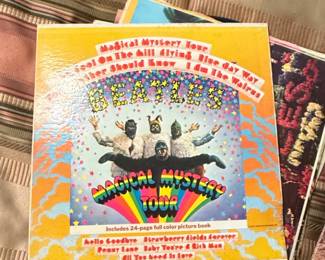 Magical Mystery Tour
Fool On The Hill Flying Blue Jay Way
Your Mother Should Know I Am The Walrus
BEATLES
MAGICAL MYSTERY
TOUR
Includes 24-page full color picture book
Hello Goodbye Strawberry Fields Forever
Penny Lane Baby You're A Rich Man
All You Need Is Love